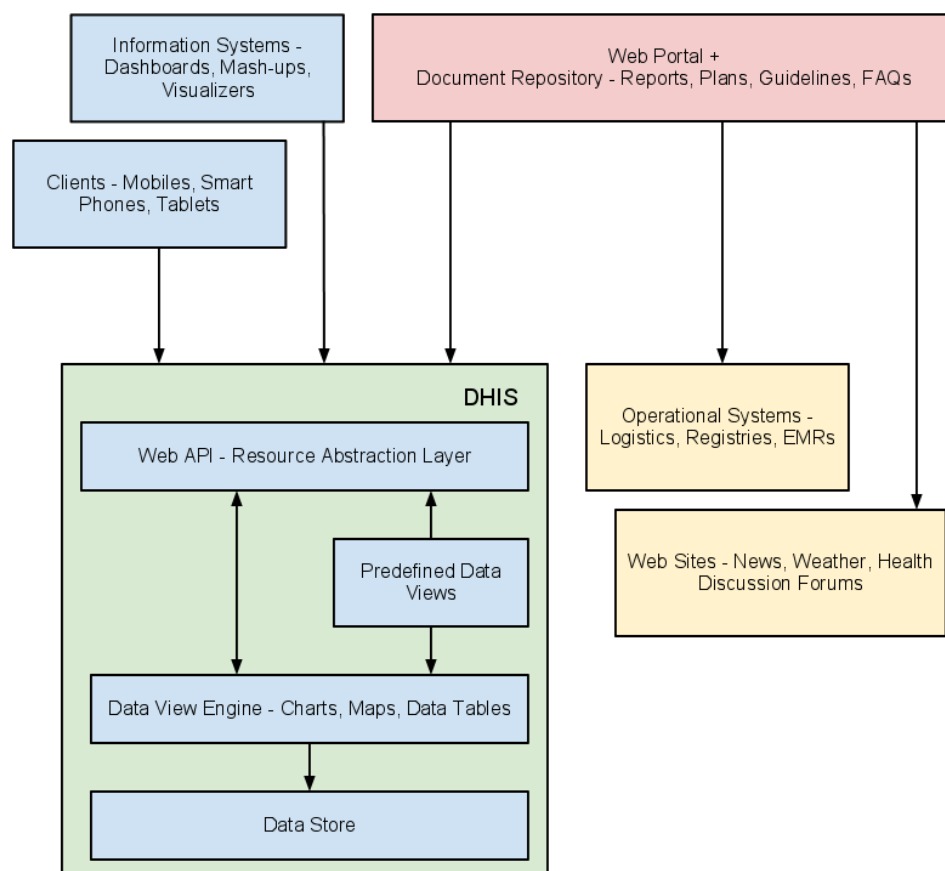 Information Systems -
Dashboards, Mash-ups,
Visualizers
Web Portal +
Document Repository - Reports, Plans, Guidelines, FAQs
Clients - Mobiles, Smart
Phones, Tablets
DHIS
Web API - Resource Abstraction Layer
Predefined Data
Views
Data View Engine - Charts, Maps, Data Tables
Data Store
Operational Systems -
Logistics, Registries, EMRs
Web Sites - News, Weather, Health
Discussion Forums